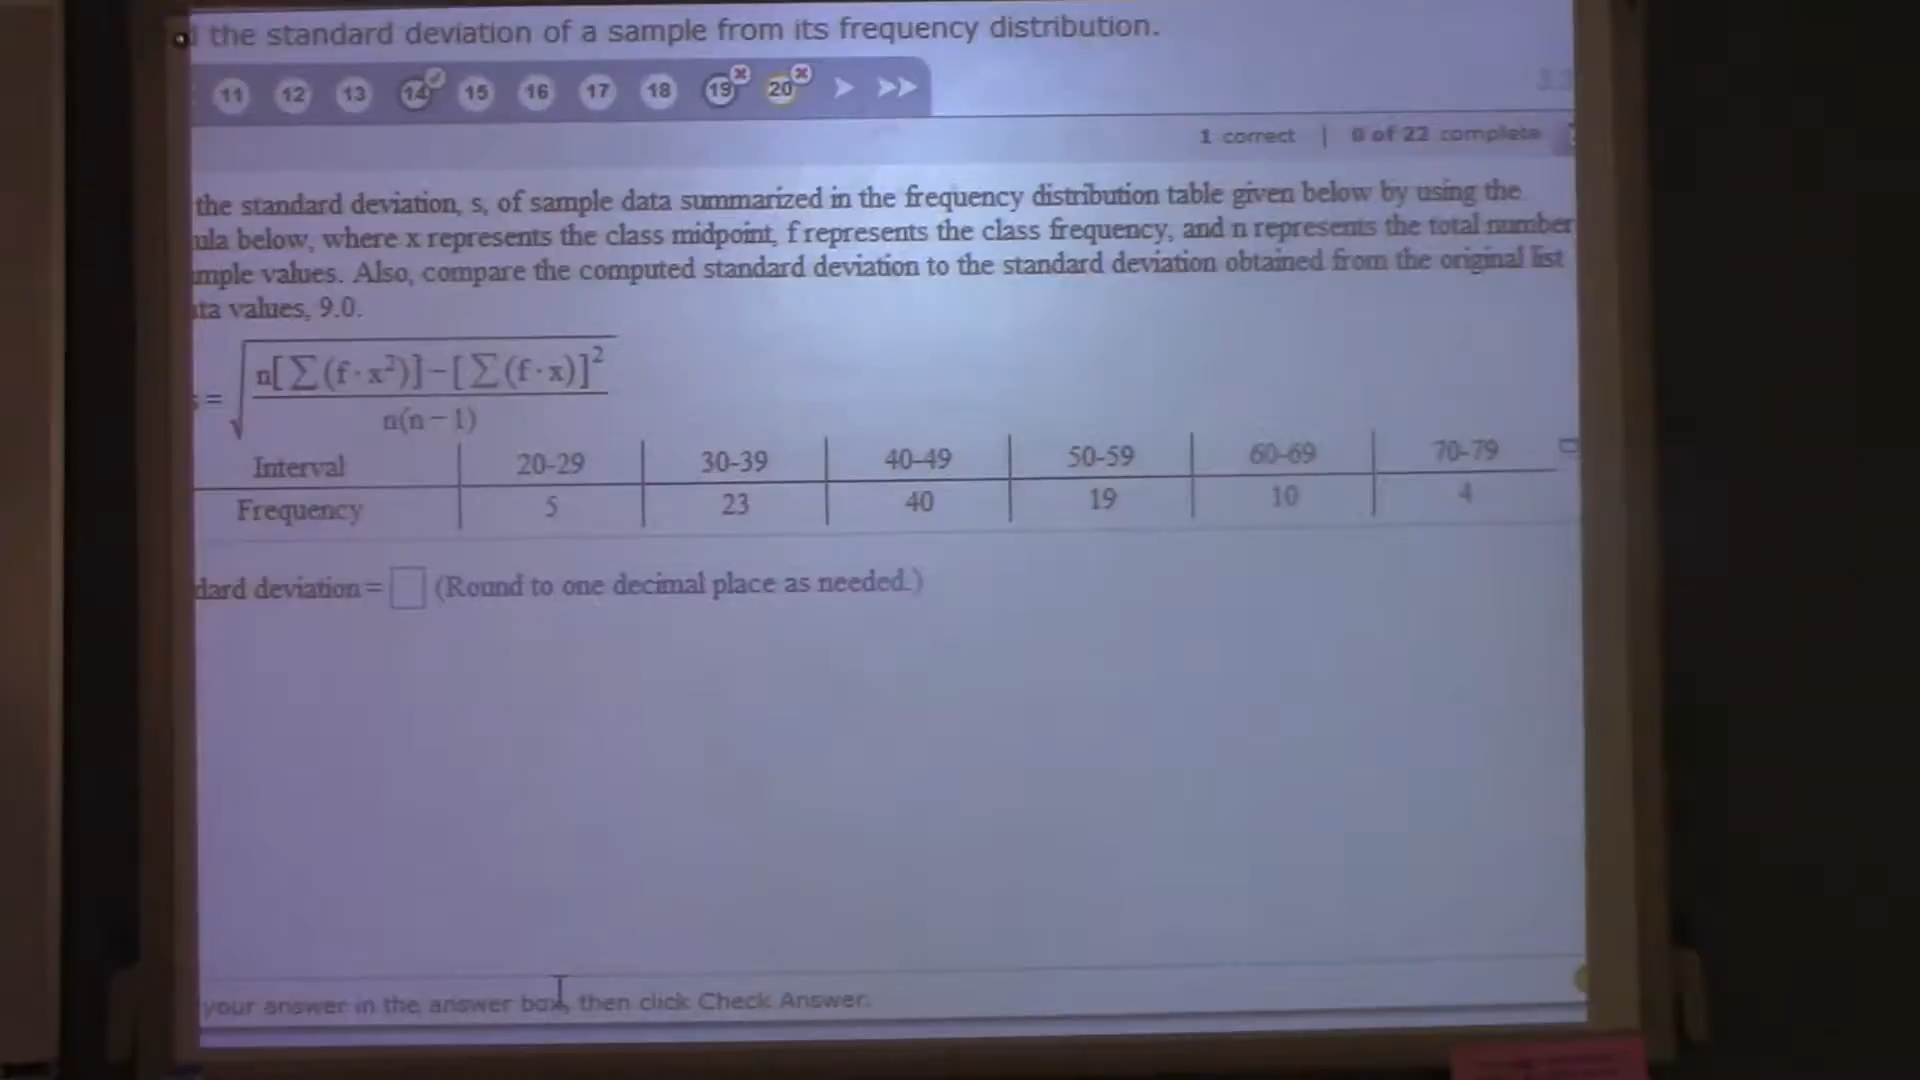 the standard deviation of a sample from its frequency distribution.
11 12 13 14 15 16 17 18 19 20
1 correct | 0 of 22 complete
the standard deviation, s, of sample data summarized in the frequency distribution table given below by using the
ula below, where x represents the class midpoint, f represents the class frequency, and n represents the total number
mple values. Also, compare the computed standard deviation to the standard deviation obtained from the original list
ta values, 9.0.
= √ n[∑(f·x²)]−[∑(f·x)]² / n(n−1)
Interval 20-29 30-39 40-49 50-59 60-69 70-79
Frequency 5 23 40 19 10 4
dard deviation = (Round to one decimal place as needed.)
your answer in the answer box, then click Check Answer.